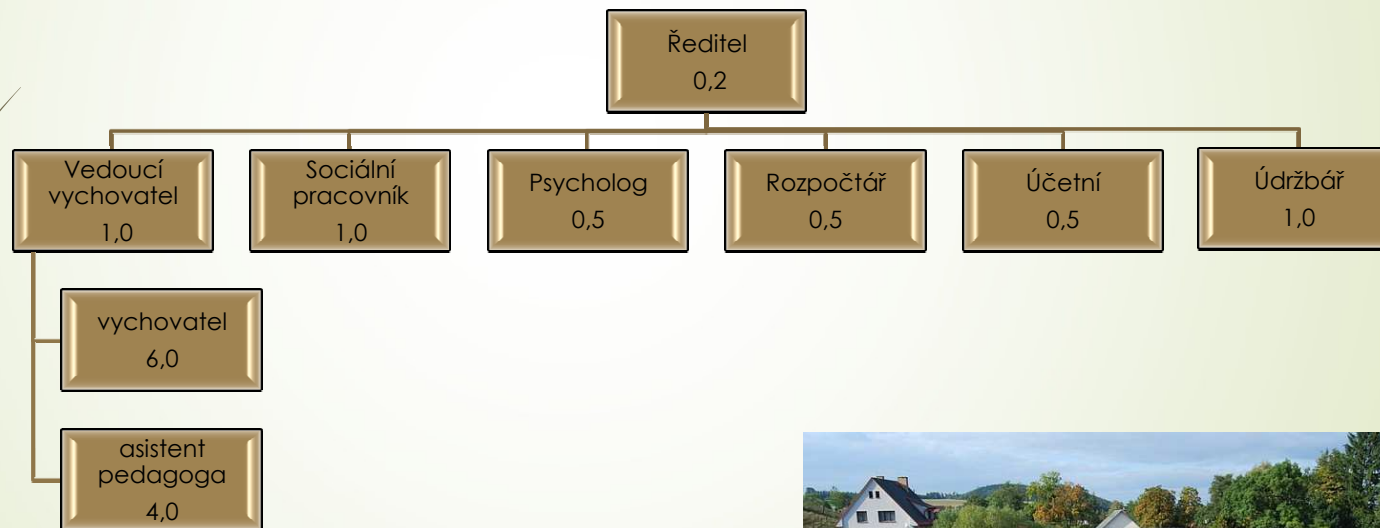 Ředitel
0,2
Vedoucí
vychovatel
1,0
Sociální
pracovník
1,0
Psycholog
0,5
Rozpočtář
0,5
Účetní
0,5
Údržbář
1,0
vychovatel
6,0
asistent
pedagoga
4,0